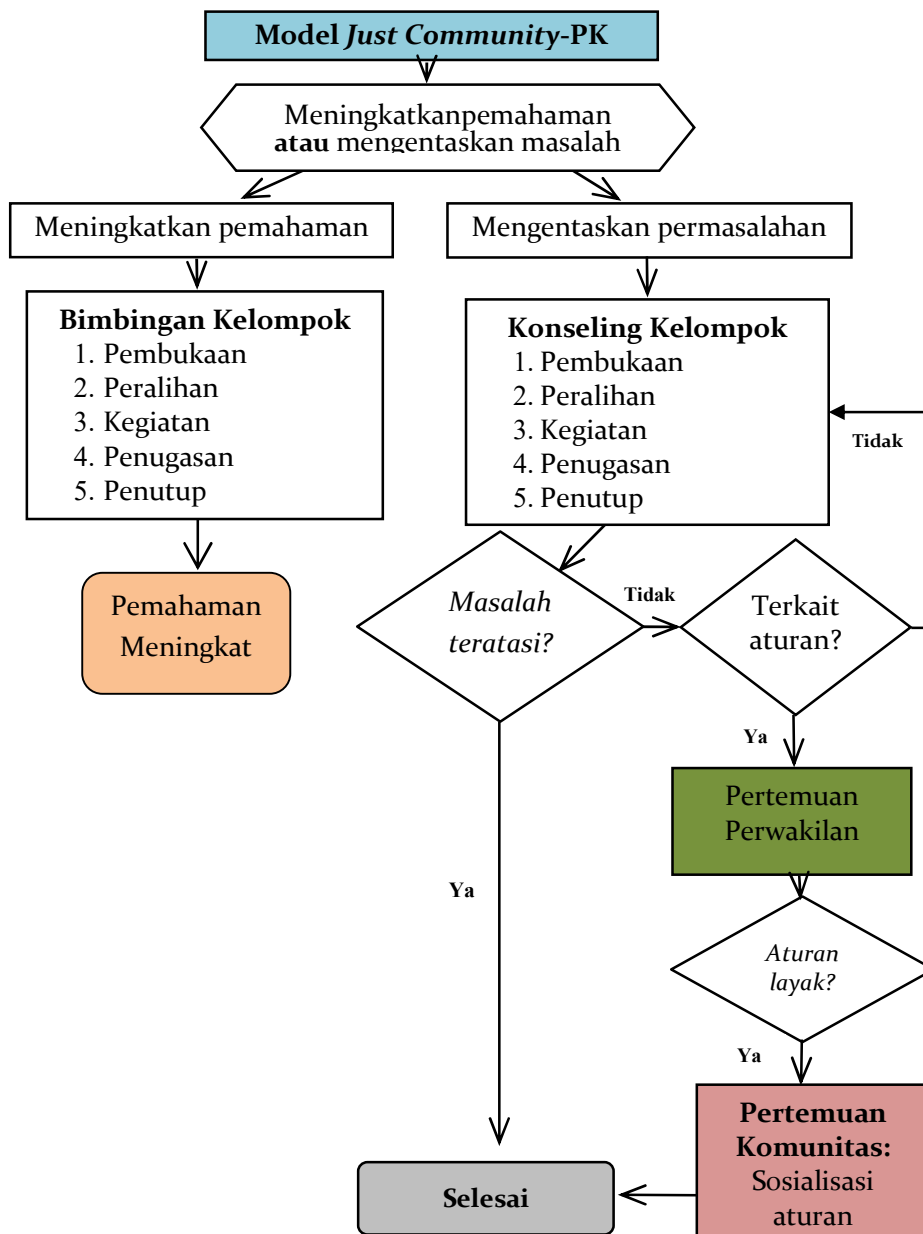 Model Just Community-PK
Meningkatkanpemahaman
atau mengentaskan masalah
Meningkatkan pemahaman
Mengentaskan permasalahan
Bimbingan Kelompok
1. Pembukaan
2. Peralihan
3. Kegiatan
4. Penugasan
5. Penutup
Konseling Kelompok
1. Pembukaan
2. Peralihan
3. Kegiatan
4. Penugasan
5. Penutup
Tidak
Pemahaman
Meningkat
Masalah
teratasi?
Tidak
Terkait
aturan?
Ya
Pertemuan
Perwakilan
Ya
Aturan
layak?
Ya
Pertemuan
Komunitas:
Sosialisasi
aturan
Selesai